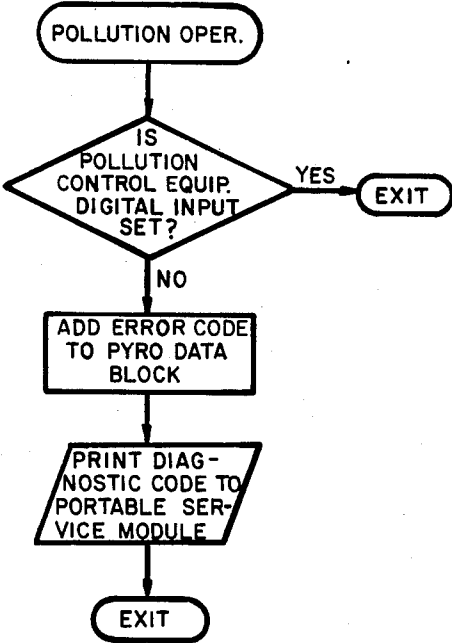 POLLUTION OPER.
IS
POLLUTION
CONTROL EQUIP.
DIGITAL INPUT
SET?
YES
EXIT
NO
ADD ERROR CODE
TO PYRO DATA
BLOCK
PRINT DIAG-
NOSTIC CODE TO
PORTABLE SER-
VICE MODULE
EXIT